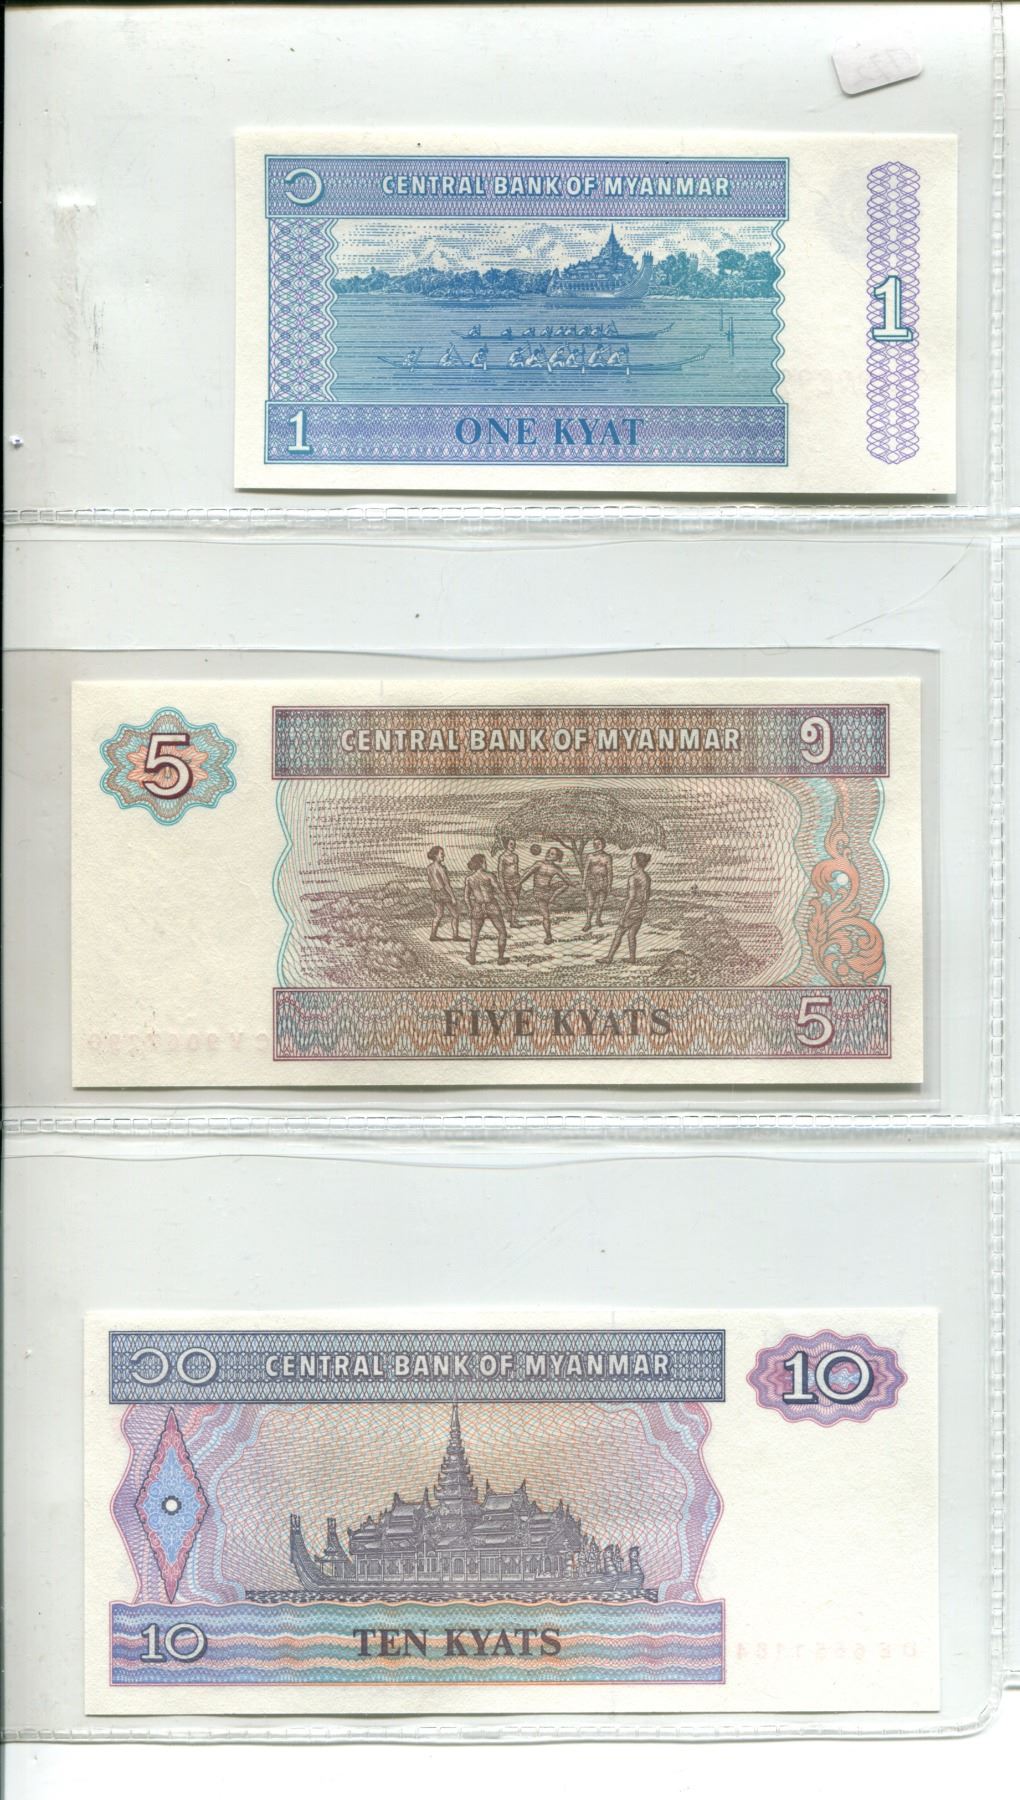 ၁ CENTRAL BANK OF MYANMAR
1
1 ONE KYAT
5
CENTRAL BANK OF MYANMAR ၅
FIVE KYATS 5
၁၀ CENTRAL BANK OF MYANMAR 10
10 TEN KYATS